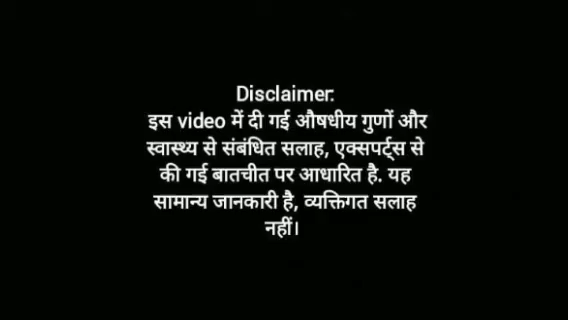 Disclaimer:
इस video में दी गई औषधीय गुणों और
स्वास्थ्य से संबंधित सलाह, एक्सपर्ट्स से
की गई बातचीत पर आधारित है. यह
सामान्य जानकारी है, व्यक्तिगत सलाह
नहीं।